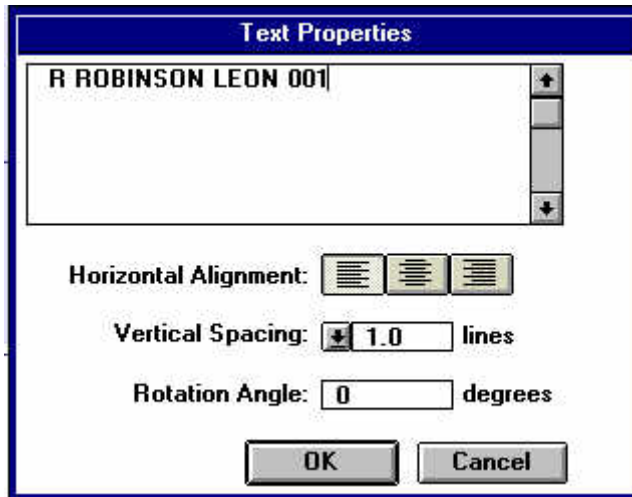 Text Properties
R ROBINSON LEON 001
Horizontal Alignment:
Vertical Spacing: 1.0 lines
Rotation Angle: 0 degrees
OK Cancel